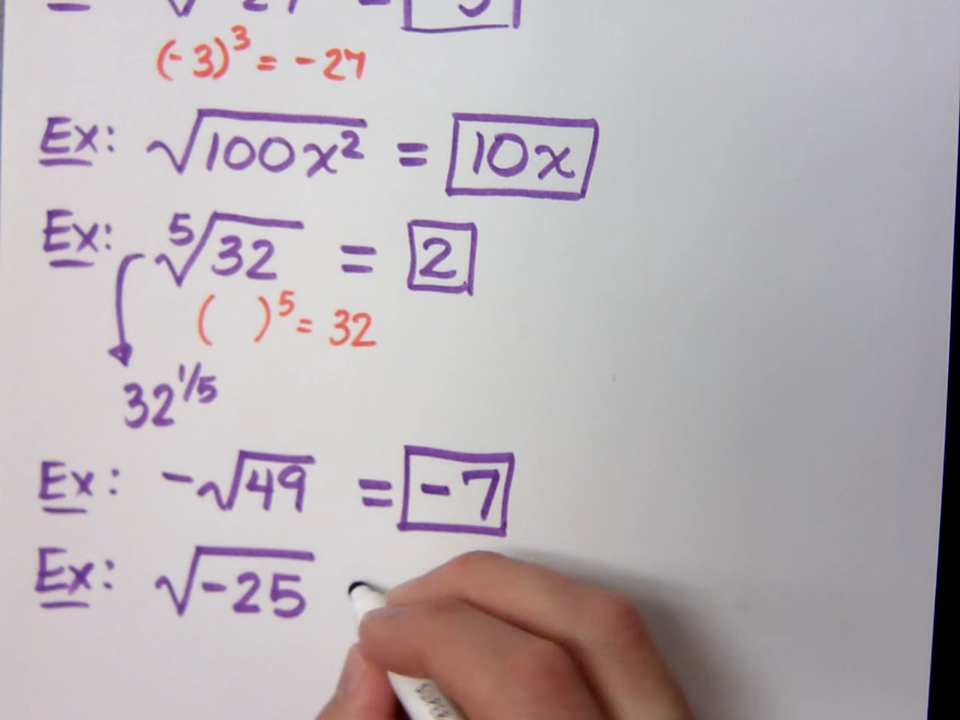 (-3)³ = -27
Ex: √100x² = 10x
Ex: ⁵√32 = 2
( )⁵ = 32
32^1/5
Ex: -√49 = -7
Ex: √-25